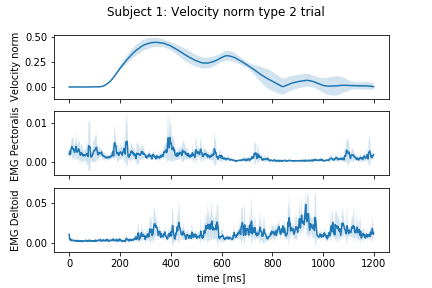 Subject 1: Velocity norm type 2 trial
Velocity norm
0.50
0.25
0.00
EMG Pectoralis
0.01
0.00
EMG Deltoid
0.05
0.00
0 200 400 600 800 1000 1200
time [ms]